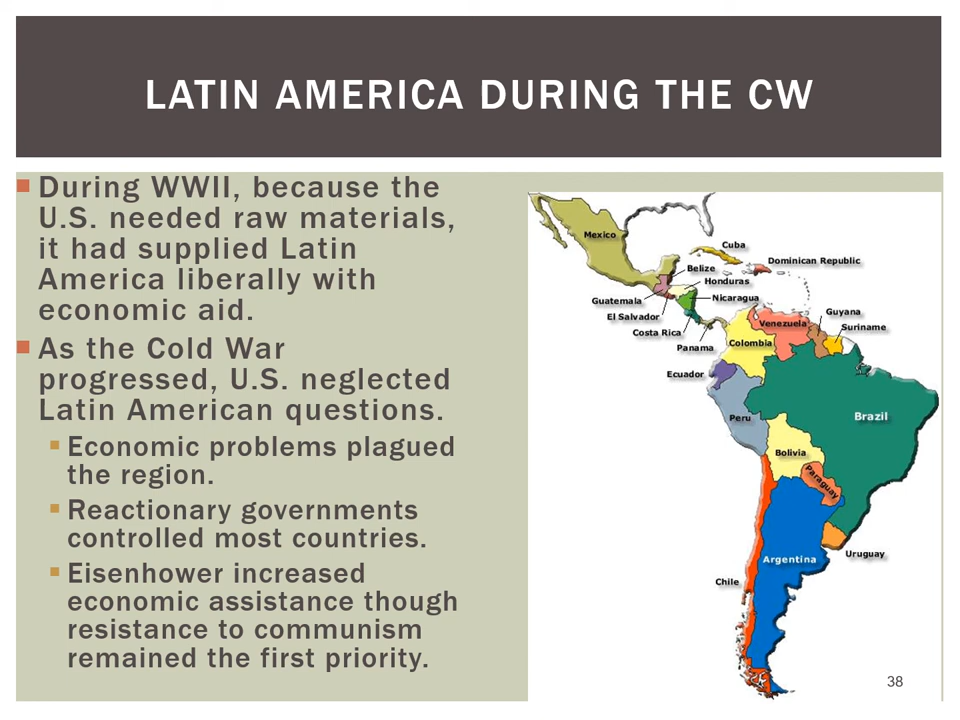 LATIN AMERICA DURING THE CW
During WWII, because the
U.S. needed raw materials,
it had supplied Latin
America liberally with
economic aid.
As the Cold War
progressed, U.S. neglected
Latin American questions.
Economic problems plagued
the region.
Reactionary governments
controlled most countries.
Eisenhower increased
economic assistance though
resistance to communism
remained the first priority.
Mexico
Cuba
Dominican Republic
Belize
Honduras
Guatemala
Nicaragua
El Salvador
Guyana
Costa Rica
Venezuela
Suriname
Panama
Colombia
Ecuador
Peru
Brazil
Bolivia
Paraguay
Uruguay
Argentina
Chile
38